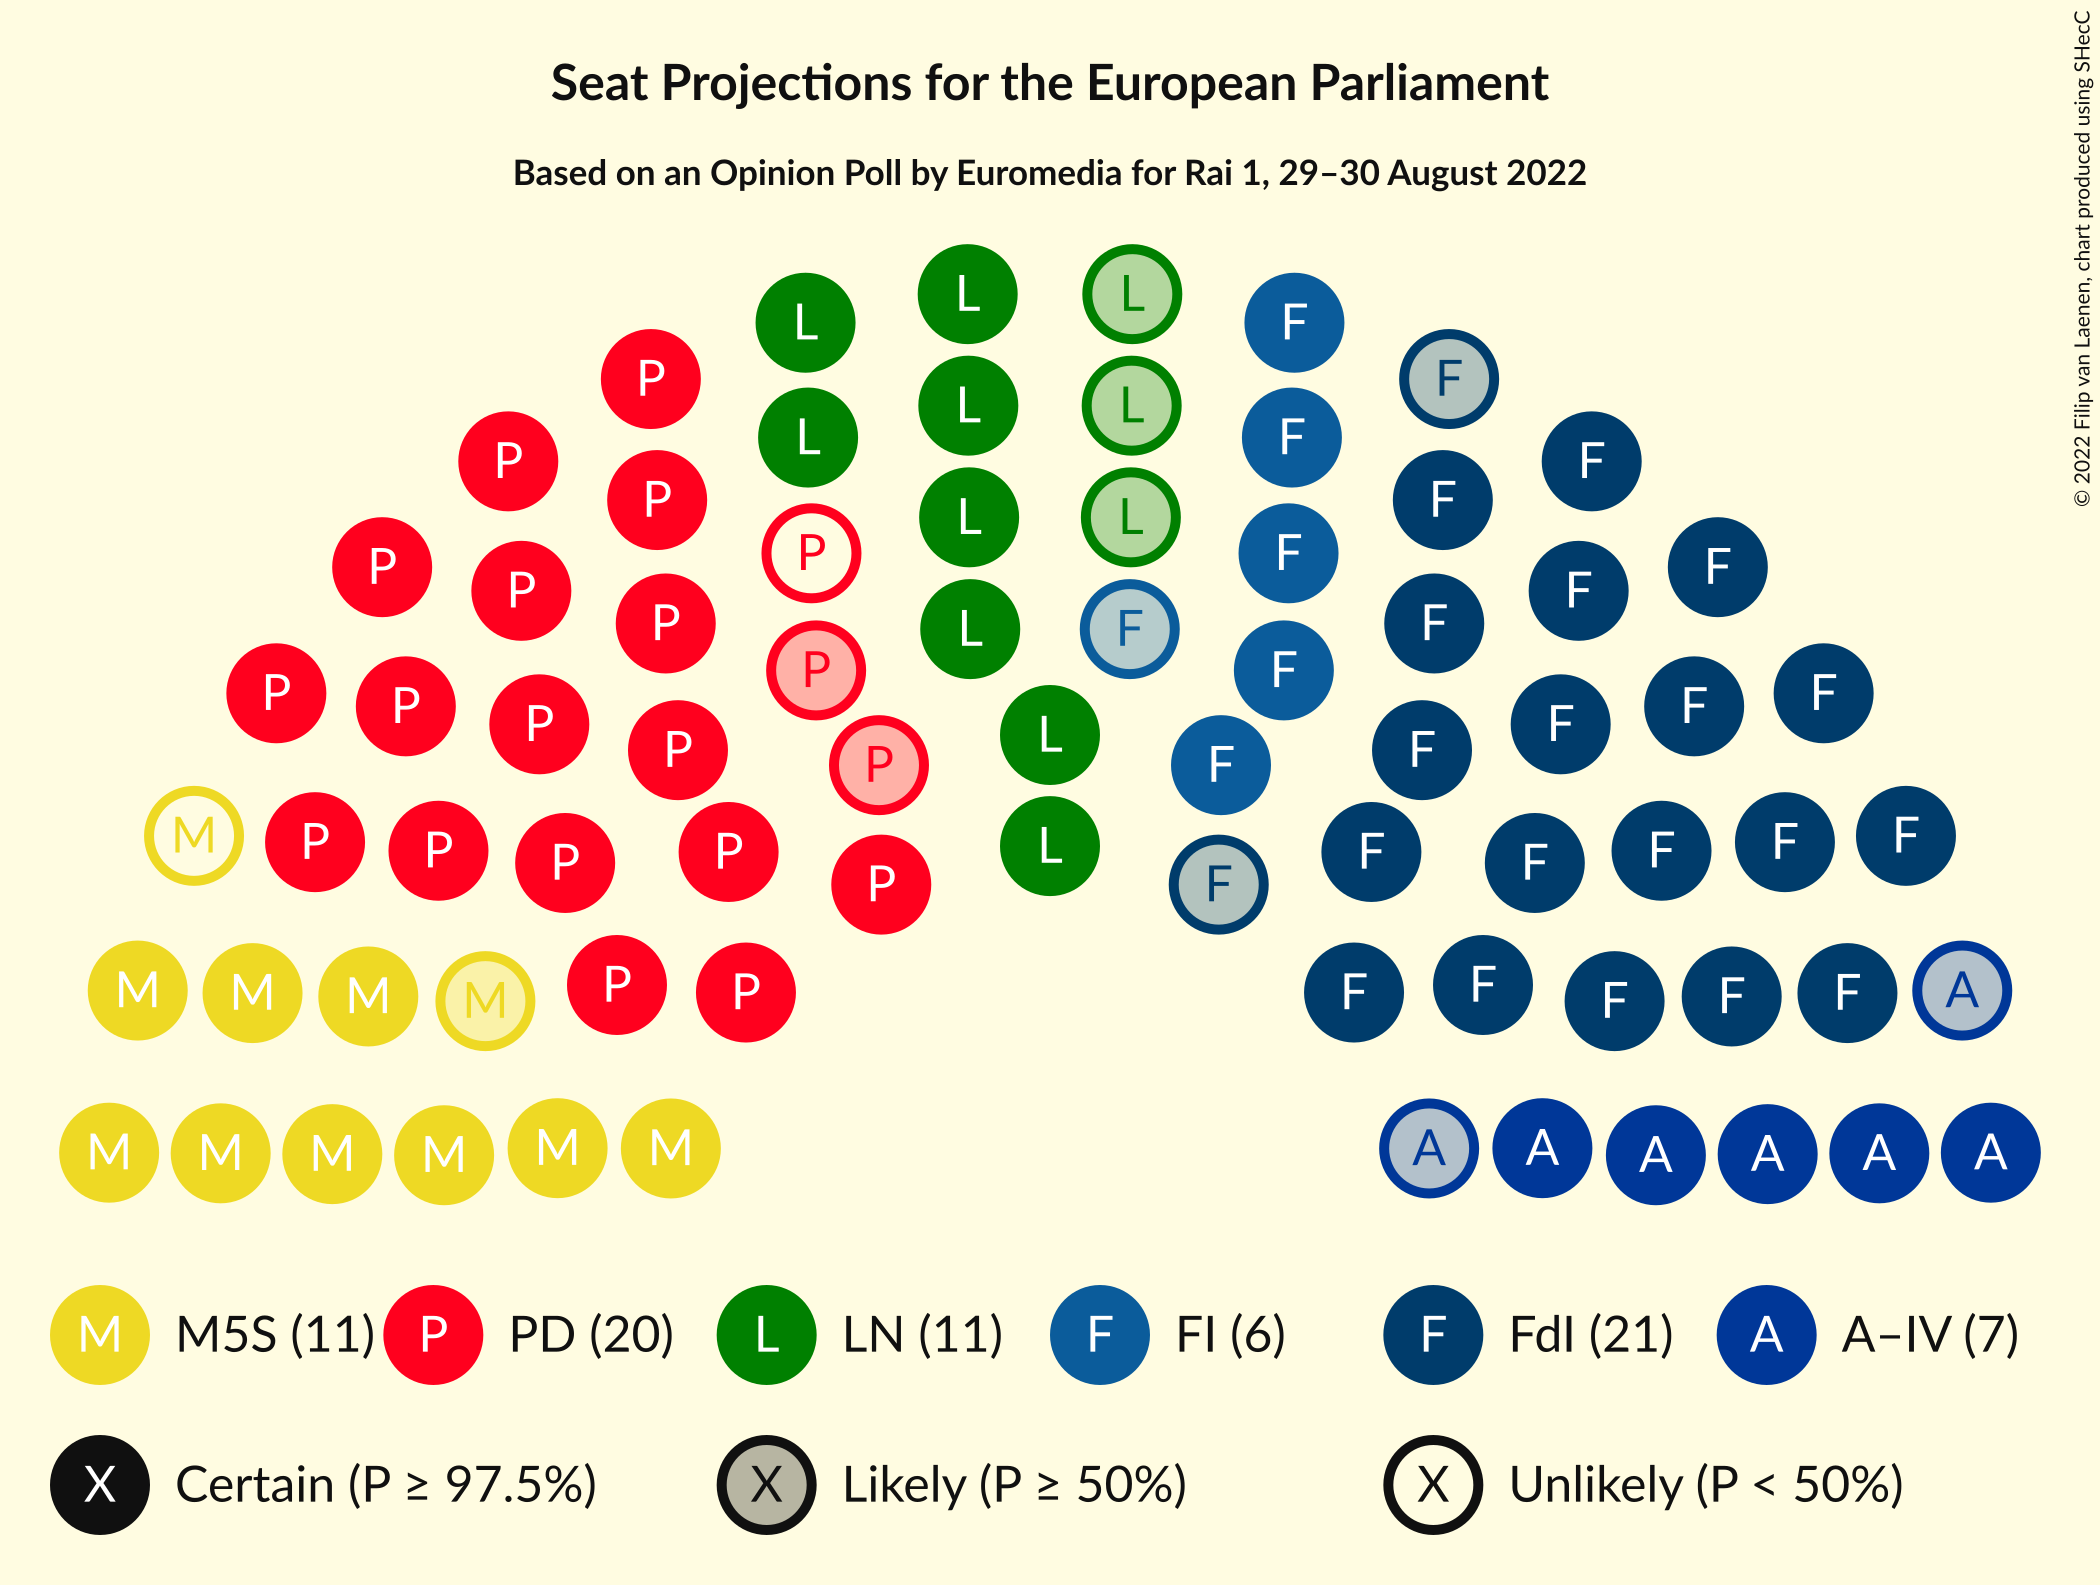 Seat Projections for the European Parliament
Based on an Opinion Poll by Euromedia for Rai 1, 29–30 August 2022
© 2022 Filip van Laenen, chart produced using SHecC
L L
L F
P F
L L
L F
P F
P F
L L
P F
P F
P F
P F
L F
P F
P F
P F
P F
P F
P F
P F
L
P F
M F
P F
P F
L
P F
P F
P F
M M A
M F
M F
P F
P F
M F
M A
M A
M A
M A
M A
M A
M M5S (11) P PD (20) L LN (11) F FI (6) F FdI (21) A A–IV (7)
X Certain (P ≥ 97.5%) X Likely (P ≥ 50%) X Unlikely (P < 50%)